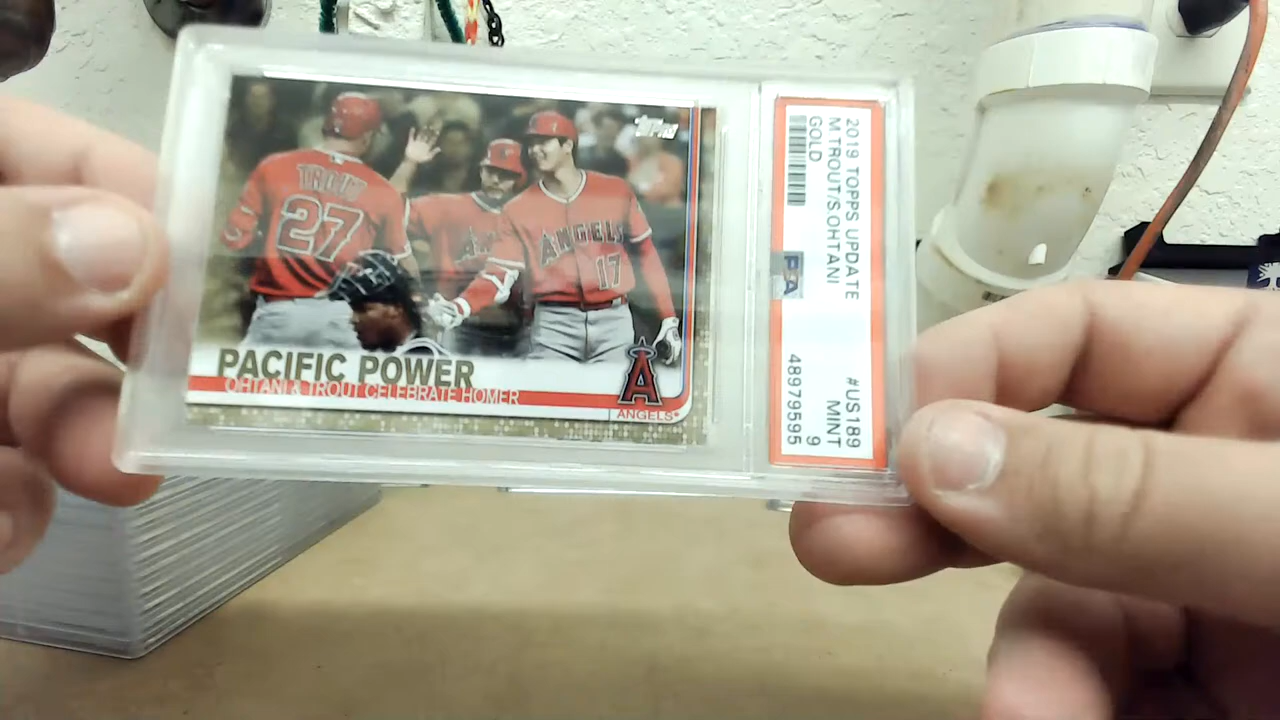 Topps
TROUT
27
ANGELS
17
PACIFIC POWER
OHTANI & TROUT CELEBRATE HOMER
A
ANGELS
2019 TOPPS UPDATE
M.TROUT/S.OHTANI
GOLD
PSA
#US189
MINT
9
48979595